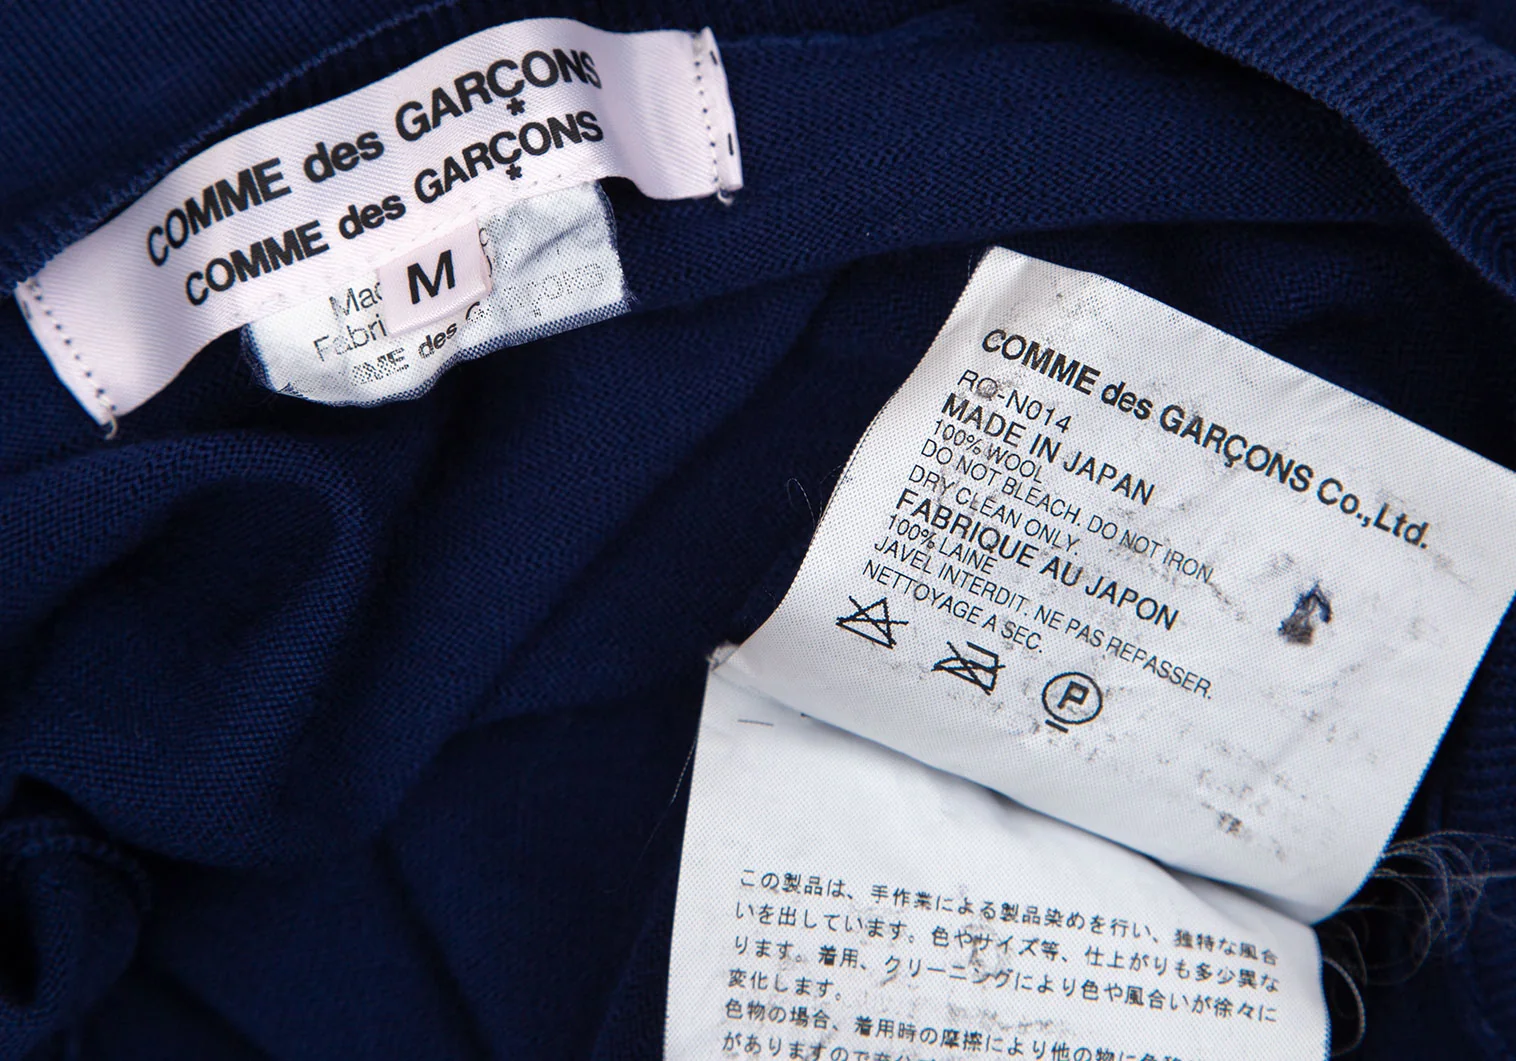 COMME des GARÇONS
COMME des GARÇONS
M
COMME des GARÇONS Co.,Ltd.
RO-N014
MADE IN JAPAN
100% WOOL
DO NOT BLEACH. DO NOT IRON.
DRY CLEAN ONLY.
FABRIQUE AU JAPON
100% LAINE
JAVEL INTERDIT. NE PAS REPASSER.
NETTOYAGE A SEC.
P
この製品は、手作業による製品染めを行い、独特な風合
いを出しています。色やサイズ等、仕上がりも多少異な
ります。着用、クリーニングにより色や風合いが徐々に
変化します。
色物の場合、着用時の摩擦により他の物に色移
がありますので充分